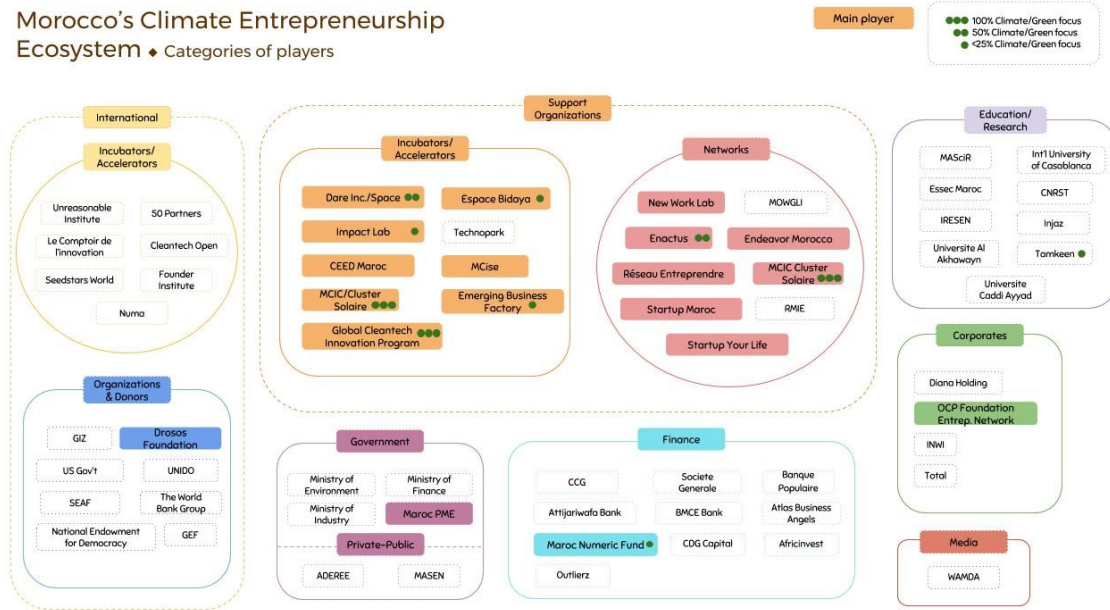 Morocco's Climate Entrepreneurship
Ecosystem ◆ Categories of players
Main player
100% Climate/Green focus
50% Climate/Green focus
<25% Climate/Green focus
International
Incubators/
Accelerators
Unreasonable
Institute
50 Partners
Le Comptoir de
l'innovation
Cleantech Open
Seedstars World
Founder
Institute
Numa
Organizations
& Donors
GIZ
Drosos
Foundation
US Gov't
UNIDO
SEAF
The World
Bank Group
National Endowment
for Democracy
GEF
Support
Organizations
Incubators/
Accelerators
Dare Inc./Space
Espace Bidaya
Impact Lab
Technopark
CEED Maroc
MCise
MCIC/Cluster
Solaire
Emerging Business
Factory
Global Cleantech
Innovation Program
Networks
New Work Lab
MOWGLI
Enactus
Endeavor Morocco
Réseau Entreprendre
MCIC Cluster
Solaire
Startup Maroc
RMIE
Startup Your Life
Government
Ministry of
Environment
Ministry of
Finance
Ministry of
Industry
Maroc PME
Private-Public
ADEREE
MASEN
Finance
CCG
Societe
Generale
Banque
Populaire
Attijariwafa Bank
BMCE Bank
Atlas Business
Angels
Maroc Numeric Fund
CDG Capital
Africinvest
Outlierz
Education/
Research
MASciR
Int'l University
of Casablanca
Essec Maroc
CNRST
IRESEN
Injaz
Universite Al
Akhawayn
Tamkeen
Universite
Caddi Ayyad
Corporates
Diana Holding
OCP Foundation
Entrep. Network
INWI
Total
Media
WAMDA